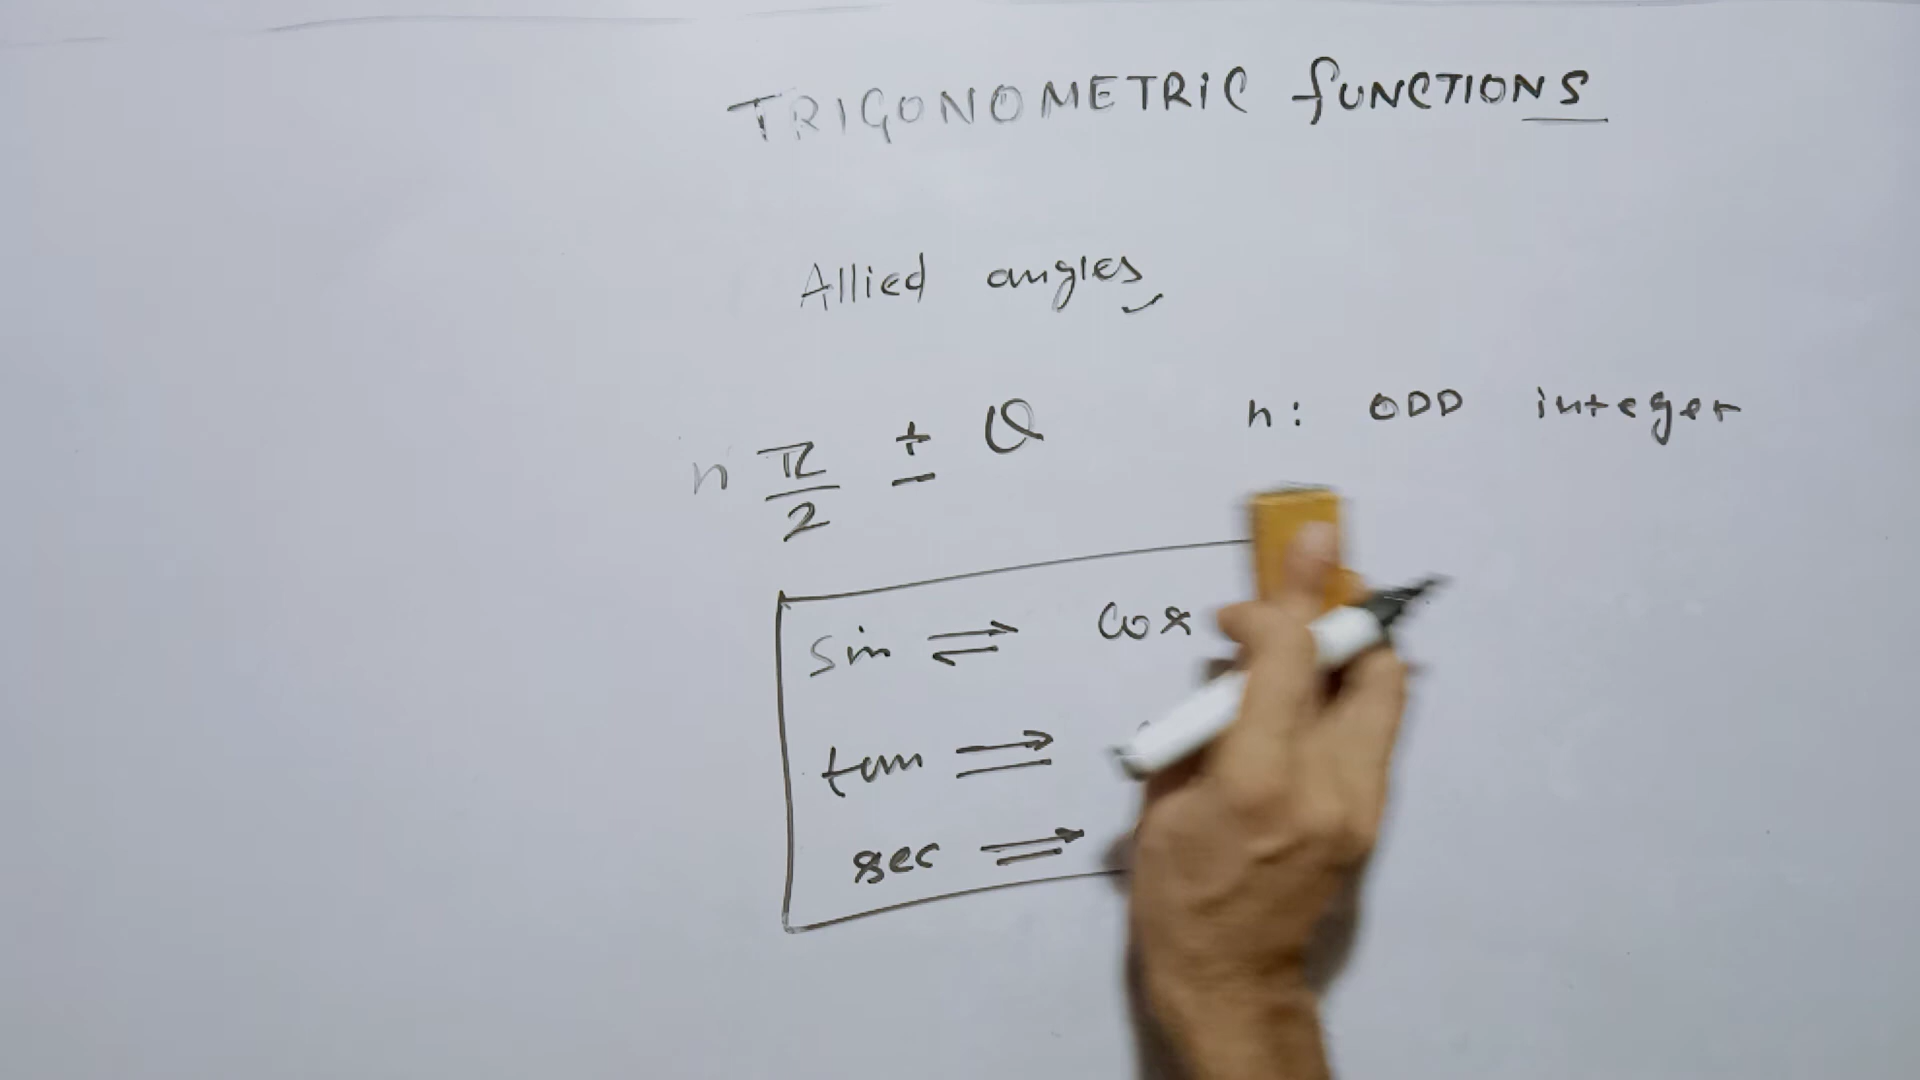 TRIGONOMETRIC fUNCTIONS
Allied angles
n π/2 ± θ n: ODD integer
sin ⇌ cos
tan ⇒
sec ⇒